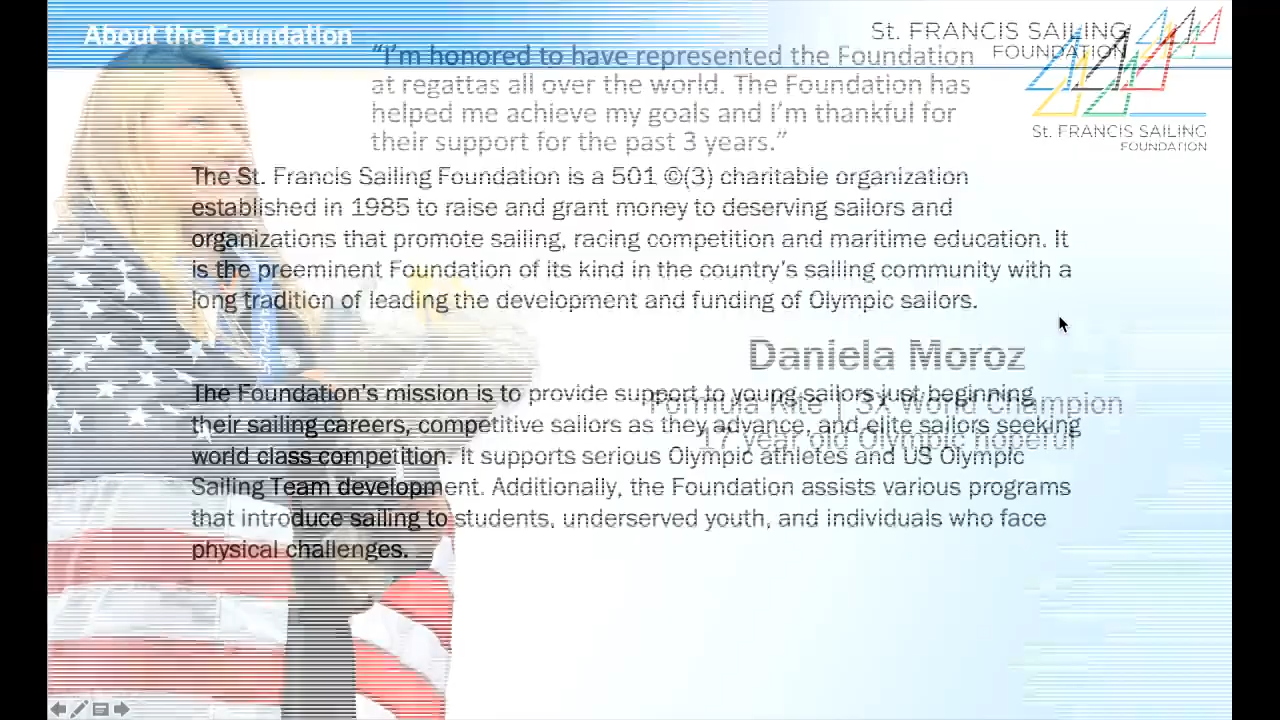 About the Foundation
St. FRANCIS SAILING
FOUNDATION
“I’m honored to have represented the Foundation
at regattas all over the world. The Foundation has
helped me achieve my goals and I’m thankful for
their support for the past 3 years.”
St. FRANCIS SAILING
FOUNDATION
The St. Francis Sailing Foundation is a 501 ©(3) charitable organization
established in 1985 to raise and grant money to deserving sailors and
organizations that promote sailing, racing competition and maritime education. It
is the preeminent Foundation of its kind in the country’s sailing community with a
long tradition of leading the development and funding of Olympic sailors.
Daniela Moroz
Formula Kite | 3x World Champion
17 year old Olympic hopeful
The Foundation’s mission is to provide support to young sailors just beginning
their sailing careers, competitive sailors as they advance, and elite sailors seeking
world class competition. It supports serious Olympic athletes and US Olympic
Sailing Team development. Additionally, the Foundation assists various programs
that introduce sailing to students, underserved youth, and individuals who face
physical challenges.